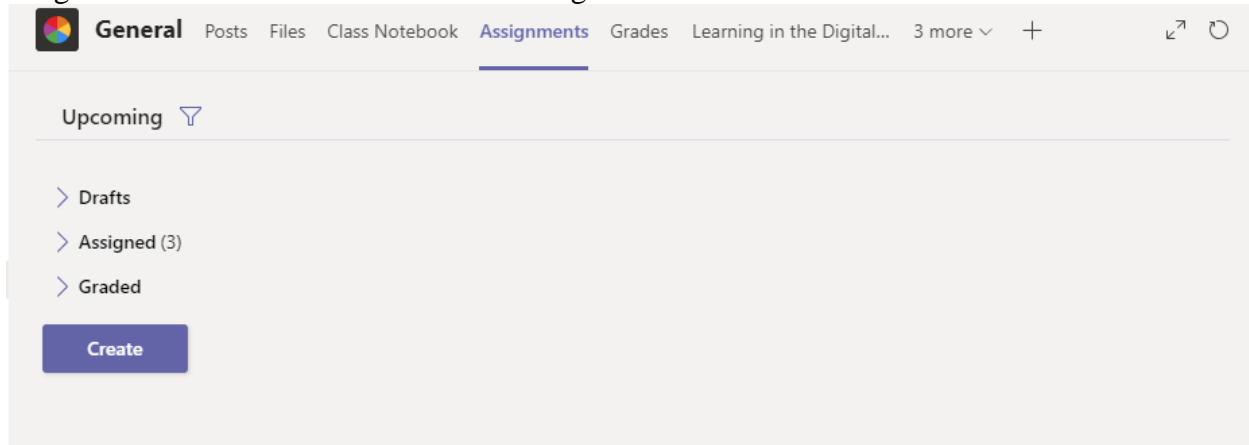 General Posts Files Class Notebook Assignments Grades Learning in the Digital... 3 more +
Upcoming
Drafts
Assigned (3)
Graded
Create